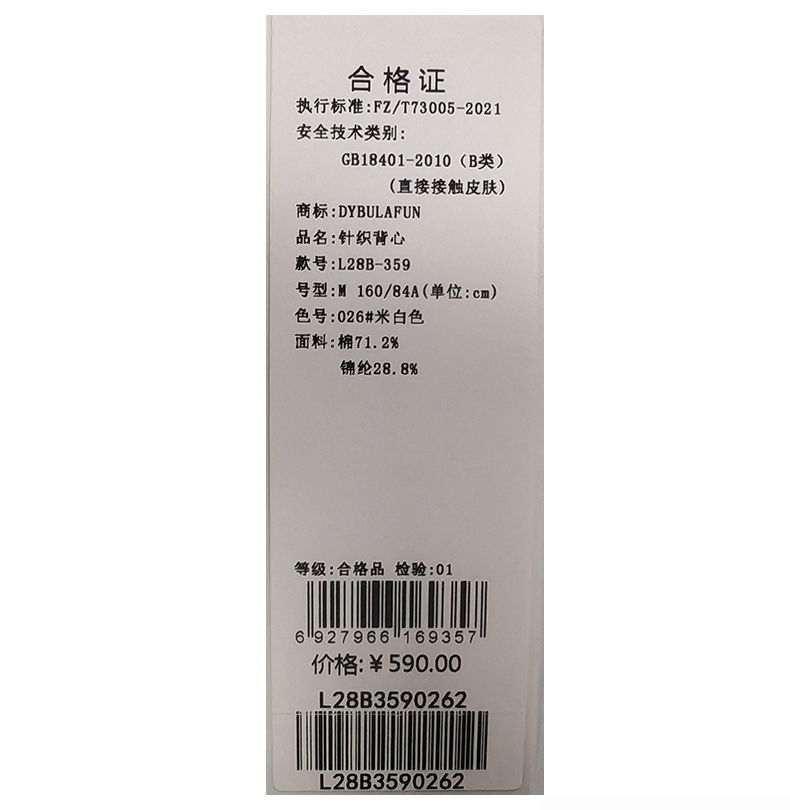 合格证
执行标准:FZ/T73005-2021
安全技术类别:
GB18401-2010（B类）
(直接接触皮肤)
商标:DYBULAFUN
品名:针织背心
款号:L28B-359
号型:M 160/84A(单位:cm)
色号:026#米白色
面料:棉71.2%
锦纶28.8%
等级:合格品 检验:01
6 927966 169357
价格:￥590.00
L28B3590262
L28B3590262